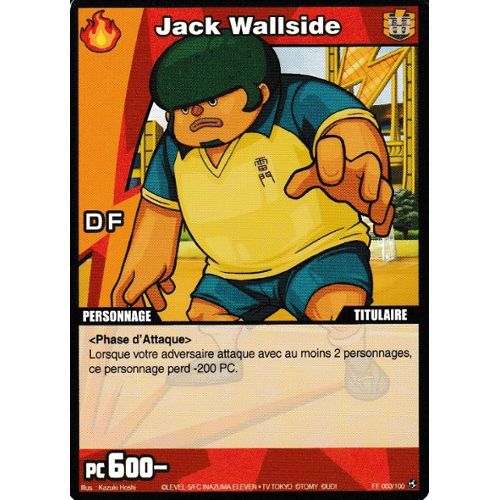 Jack Wallside
雷門
DF
PERSONNAGE
TITULAIRE
<Phase d'Attaque>
Lorsque votre adversaire attaque avec au moins 2 personnages,
ce personnage perd -200 PC.
PC 600–
Illus. : Kazuki Hoshi
©LEVEL-5/FC INAZUMA ELEVEN • TV TOKYO ©TOMY ©UDI
FF 003/100